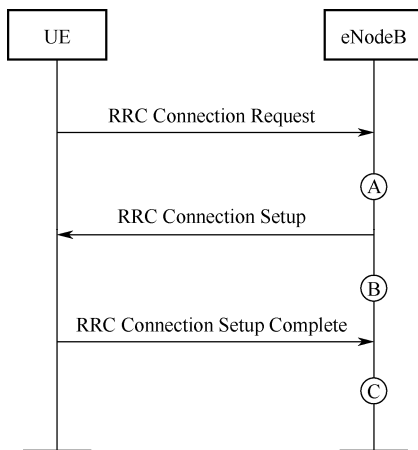 UE
eNodeB
RRC Connection Request
A
RRC Connection Setup
B
RRC Connection Setup Complete
C